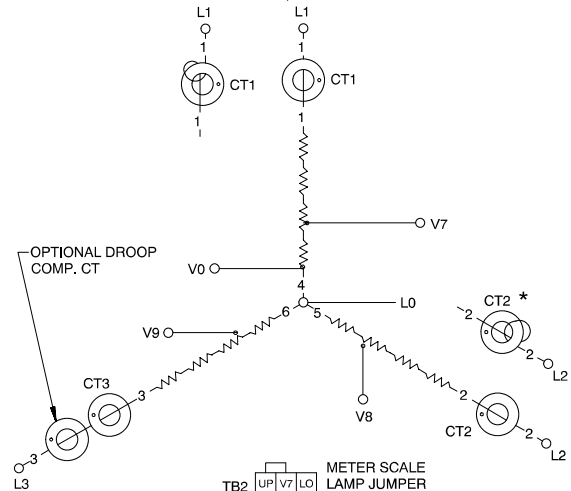 L1 L1
1 1
CT1 CT1
1 1
V7
OPTIONAL DROOP
COMP. CT
V0
4
L0
CT2 *
6 5
2
V9
2
L2
CT3
V8
3
2
2
CT2
L2
3
L3
METER SCALE
LAMP JUMPER
TB2 UP V7 LO